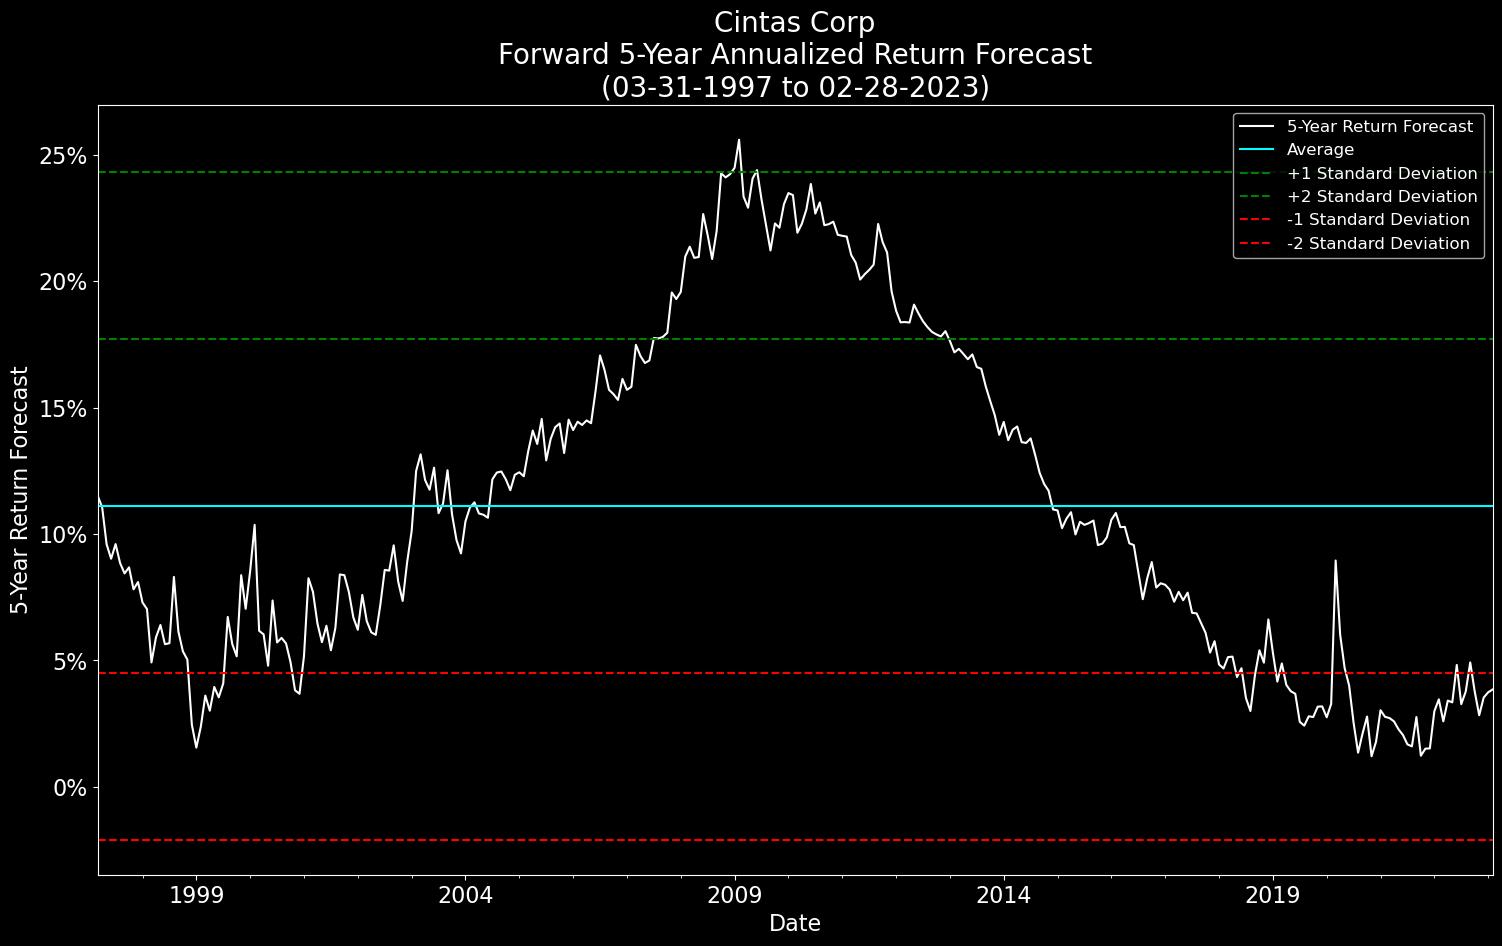 Cintas Corp
Forward 5-Year Annualized Return Forecast
(03-31-1997 to 02-28-2023)
5-Year Return Forecast
Average
+1 Standard Deviation
+2 Standard Deviation
-1 Standard Deviation
-2 Standard Deviation
25%
20%
15%
10%
5%
0%
5-Year Return Forecast
1999 2004 2009 2014 2019
Date